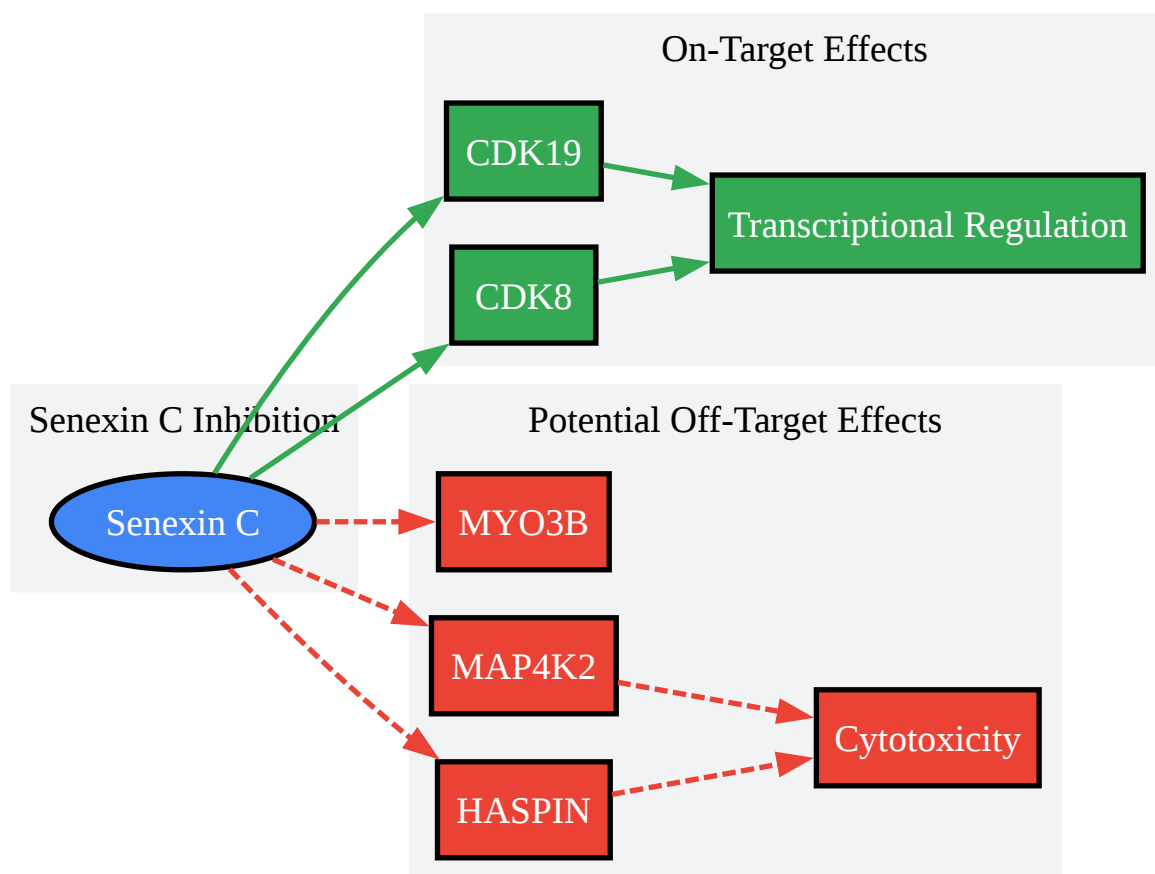 On-Target Effects
CDK19
Transcriptional Regulation
CDK8
Senexin C Inhibition
Potential Off-Target Effects
Senexin C
MYO3B
MAP4K2
Cytotoxicity
HASPIN